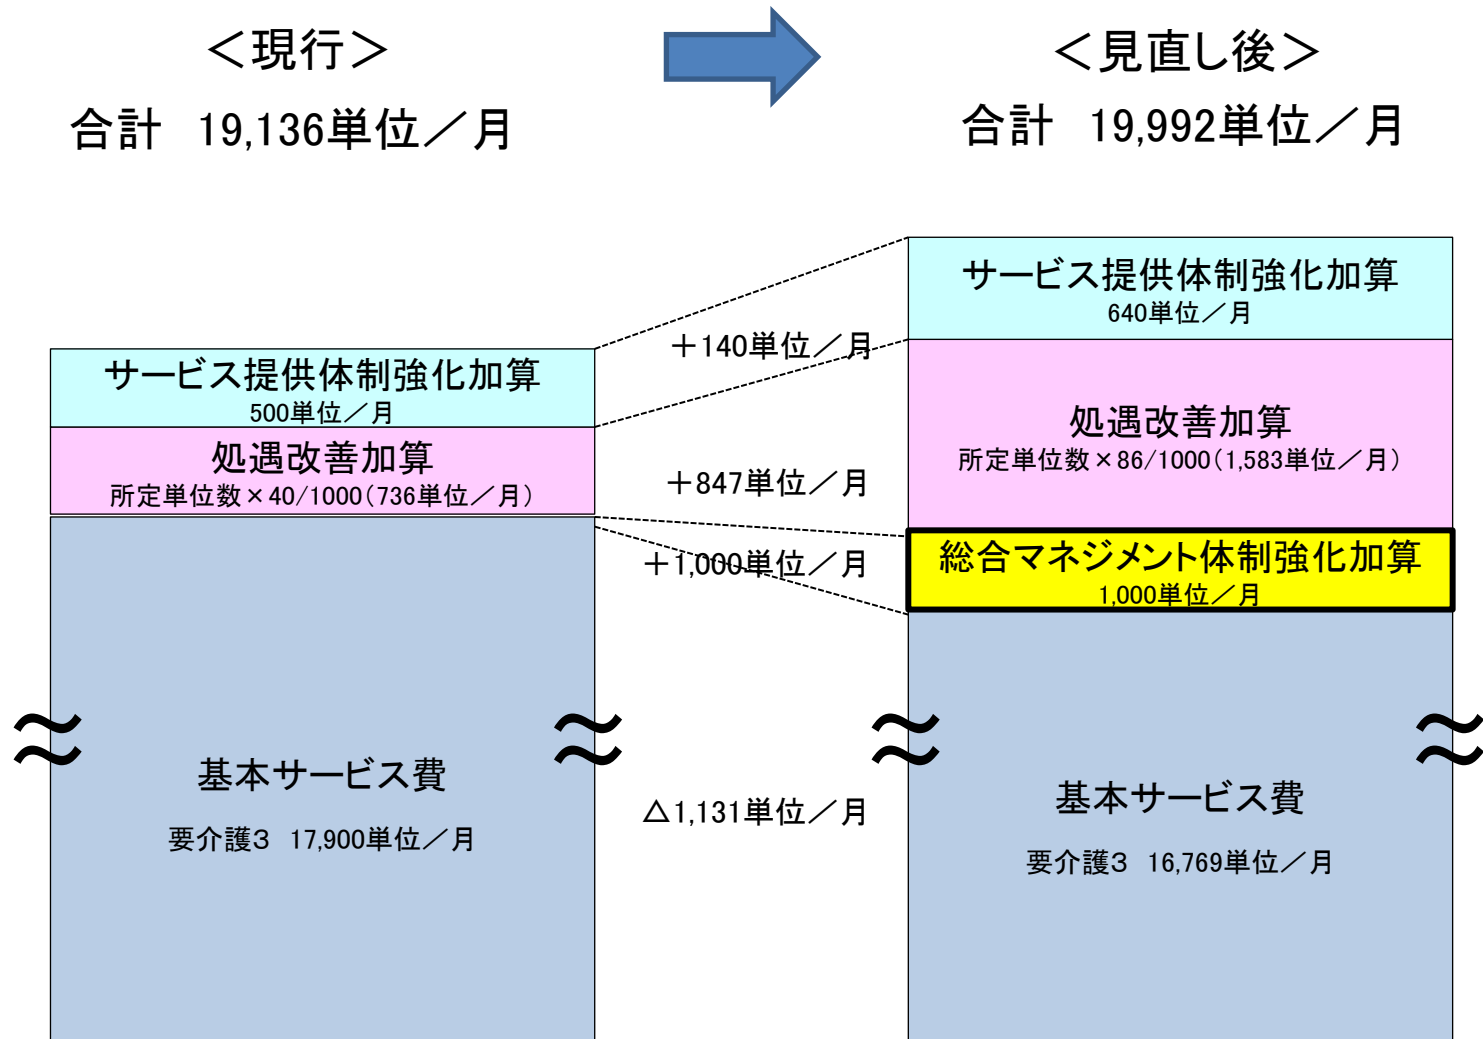 ＜現行＞
合計　19,136単位／月
＜見直し後＞
合計　19,992単位／月
サービス提供体制強化加算
500単位／月
処遇改善加算
所定単位数×40/1000（736単位／月）
基本サービス費
要介護３　17,900単位／月
＋140単位／月
＋847単位／月
＋1,000単位／月
△1,131単位／月
サービス提供体制強化加算
640単位／月
処遇改善加算
所定単位数×86/1000（1,583単位／月）
総合マネジメント体制強化加算
1,000単位／月
基本サービス費
要介護３　16,769単位／月